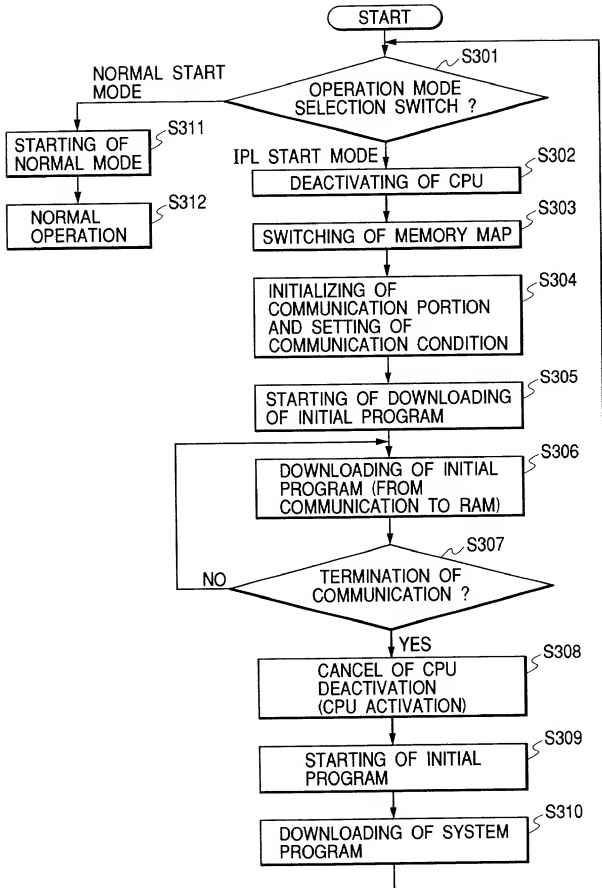 START
S301
NORMAL START
MODE
OPERATION MODE
SELECTION SWITCH ?
S311
STARTING OF
NORMAL MODE
S312
NORMAL
OPERATION
IPL START MODE
S302
DEACTIVATING OF CPU
S303
SWITCHING OF MEMORY MAP
S304
INITIALIZING OF
COMMUNICATION PORTION
AND SETTING OF
COMMUNICATION CONDITION
S305
STARTING OF DOWNLOADING
OF INITIAL PROGRAM
S306
DOWNLOADING OF INITIAL
PROGRAM (FROM
COMMUNICATION TO RAM)
S307
TERMINATION OF
COMMUNICATION ?
NO
YES
S308
CANCEL OF CPU
DEACTIVATION
(CPU ACTIVATION)
S309
STARTING OF INITIAL
PROGRAM
S310
DOWNLOADING OF SYSTEM
PROGRAM